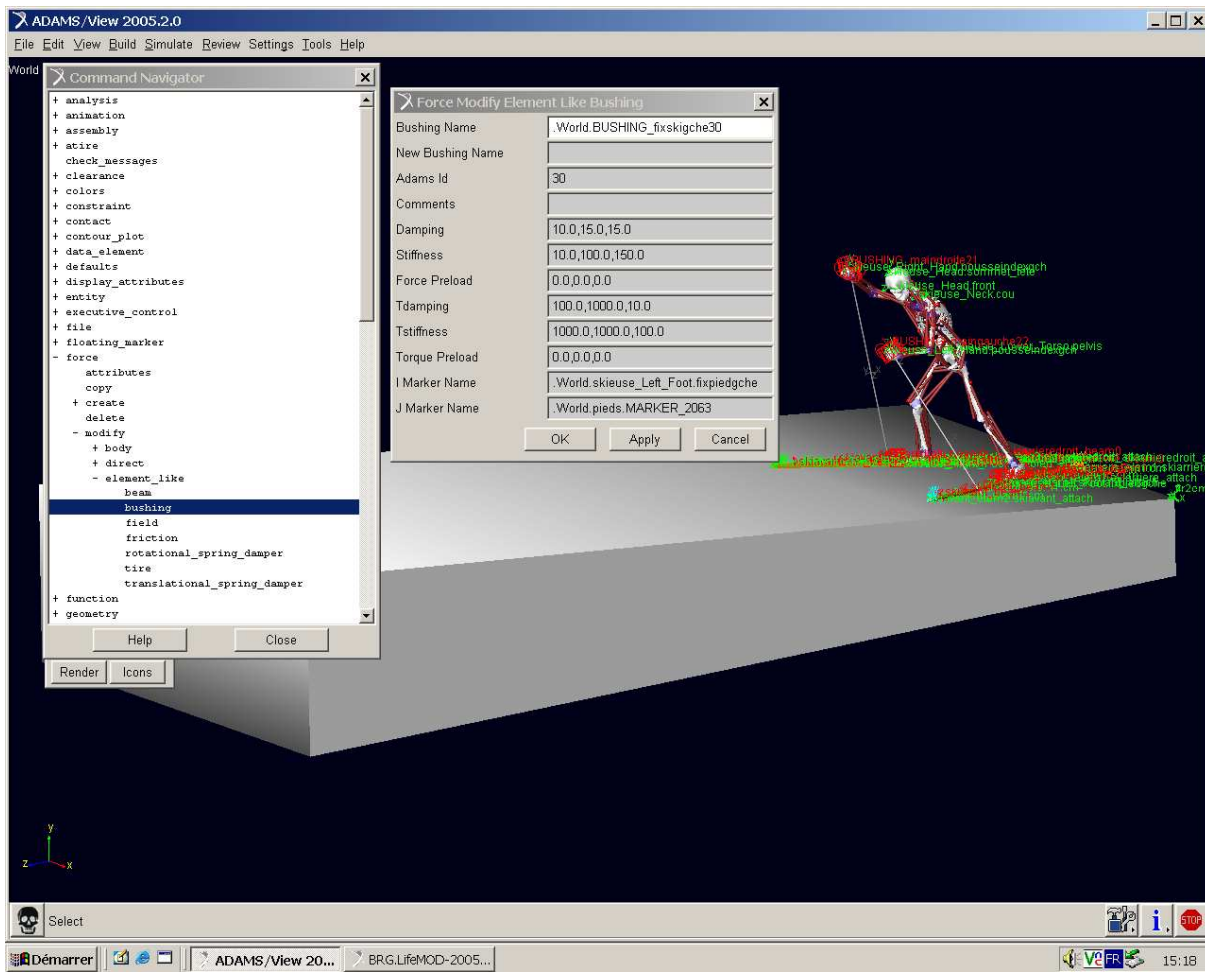 ADAMS/View 2005.2.0
File Edit View Build Simulate Review Settings Tools Help
World
Command Navigator
+ analysis
+ animation
+ assembly
+ atire
check_messages
+ clearance
+ colors
+ constraint
+ contact
+ contour_plot
+ data_element
+ defaults
+ display_attributes
+ entity
+ executive_control
+ file
+ floating_marker
- force
attributes
copy
+ create
delete
- modify
+ body
+ direct
- element_like
beam
bushing
field
friction
rotational_spring_damper
tire
translational_spring_damper
+ function
+ geometry
Help Close
Render Icons
Force Modify Element Like Bushing
Bushing Name .World.BUSHING_fixskigche30
New Bushing Name
Adams Id 30
Comments
Damping 10.0,15.0,15.0
Stiffness 10.0,100.0,150.0
Force Preload 0.0,0.0,0.0
Tdamping 100.0,1000.0,10.0
Tstiffness 1000.0,1000.0,100.0
Torque Preload 0.0,0.0,0.0
I Marker Name .World.skieuse_Left_Foot.fixpiedgche
J Marker Name .World.pieds.MARKER_2063
OK Apply Cancel
BUSHING_maindroite21
skieuse_Neck.cou
y
z x
Select
Démarrer ADAMS/View 20... BRG.LifeMOD-2005... FR 15:18